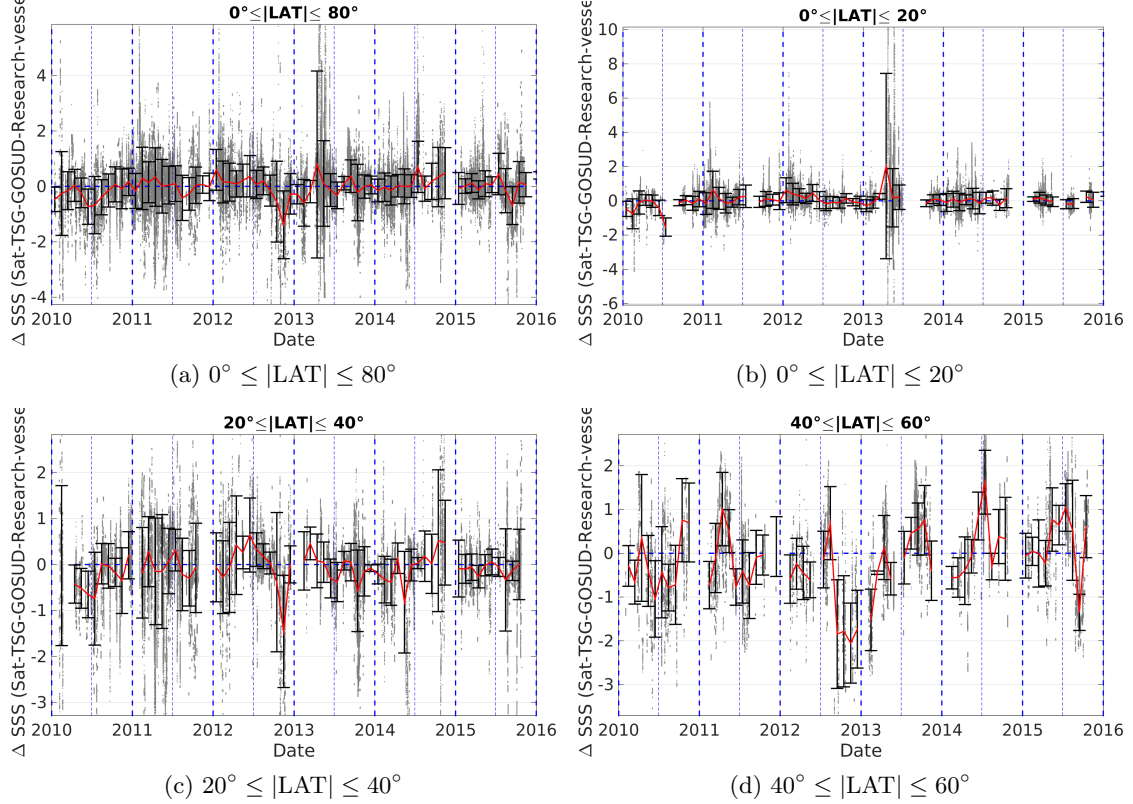 0°≤|LAT|≤ 80°
Δ SSS (Sat-TSG-GOSUD-Research-vesse
4
2
0
-2
-4
2010 2011 2012 2013 2014 2015 2016
Date
(a) 0° ≤ |LAT| ≤ 80°
0°≤|LAT|≤ 20°
Δ SSS (Sat-TSG-GOSUD-Research-vesse
10
8
6
4
2
0
-2
-4
-6
2010 2011 2012 2013 2014 2015 2016
Date
(b) 0° ≤ |LAT| ≤ 20°
20°≤|LAT|≤ 40°
Δ SSS (Sat-TSG-GOSUD-Research-vesse
2
1
0
-1
-2
-3
2010 2011 2012 2013 2014 2015 2016
Date
(c) 20° ≤ |LAT| ≤ 40°
40°≤|LAT|≤ 60°
Δ SSS (Sat-TSG-GOSUD-Research-vesse
2
1
0
-1
-2
-3
2010 2011 2012 2013 2014 2015 2016
Date
(d) 40° ≤ |LAT| ≤ 60°